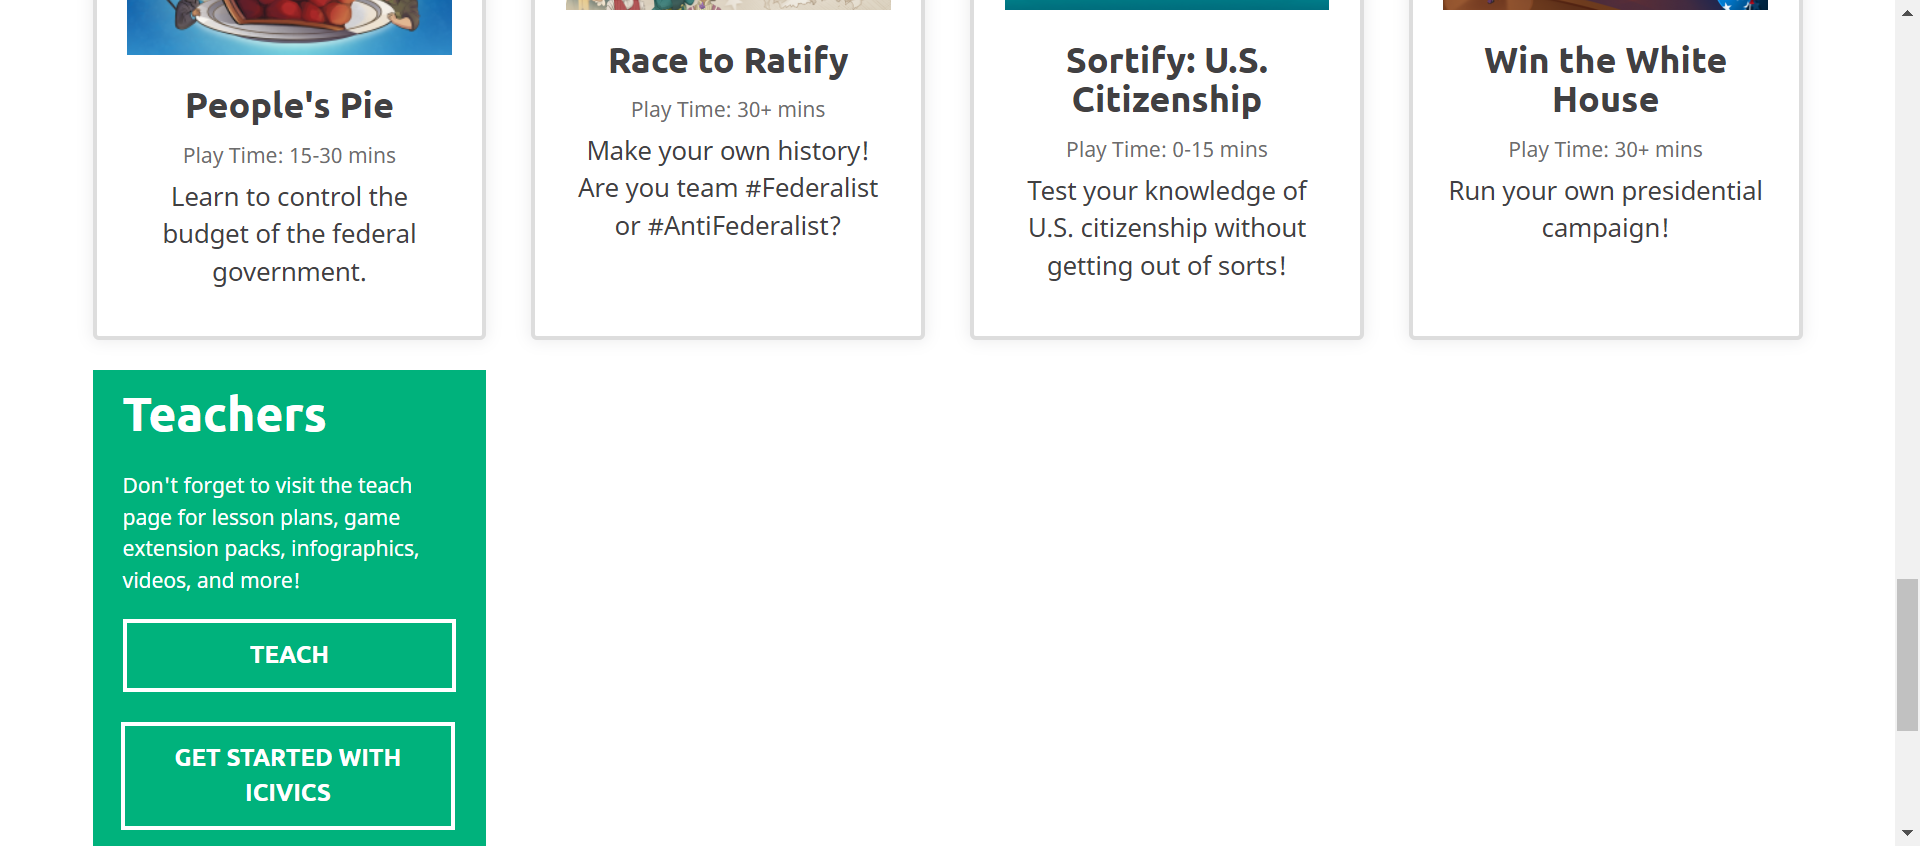 People's Pie
Play Time: 15-30 mins
Learn to control the
budget of the federal
government.
Race to Ratify
Play Time: 30+ mins
Make your own history!
Are you team #Federalist
or #AntiFederalist?
Sortify: U.S.
Citizenship
Play Time: 0-15 mins
Test your knowledge of
U.S. citizenship without
getting out of sorts!
Win the White
House
Play Time: 30+ mins
Run your own presidential
campaign!
Teachers
Don't forget to visit the teach
page for lesson plans, game
extension packs, infographics,
videos, and more!
TEACH
GET STARTED WITH
ICIVICS